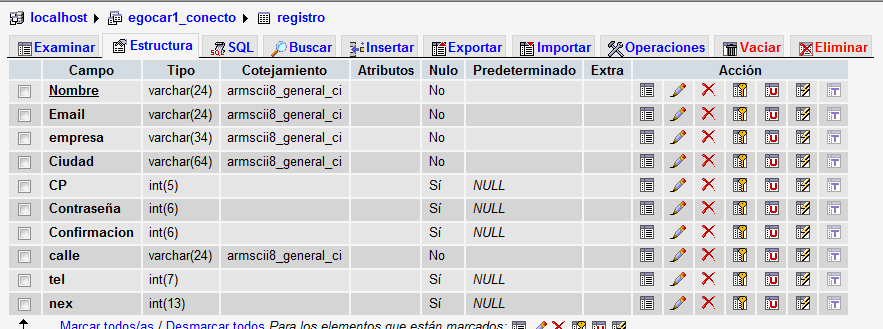 localhost ▸ egocar1_conecto ▸ registro
Examinar Estructura SQL Buscar Insertar Exportar Importar Operaciones Vaciar Eliminar
Campo Tipo Cotejamiento Atributos Nulo Predeterminado Extra Acción
Nombre varchar(24) armscii8_general_ci No
Email varchar(24) armscii8_general_ci No
empresa varchar(34) armscii8_general_ci No
Ciudad varchar(64) armscii8_general_ci No
CP int(5) Sí NULL
Contraseña int(6) Sí NULL
Confirmacion int(6) Sí NULL
calle varchar(24) armscii8_general_ci No
tel int(7) Sí NULL
nex int(13) Sí NULL
Marcar todos/as / Desmarcar todos Para los elementos que están marcados: